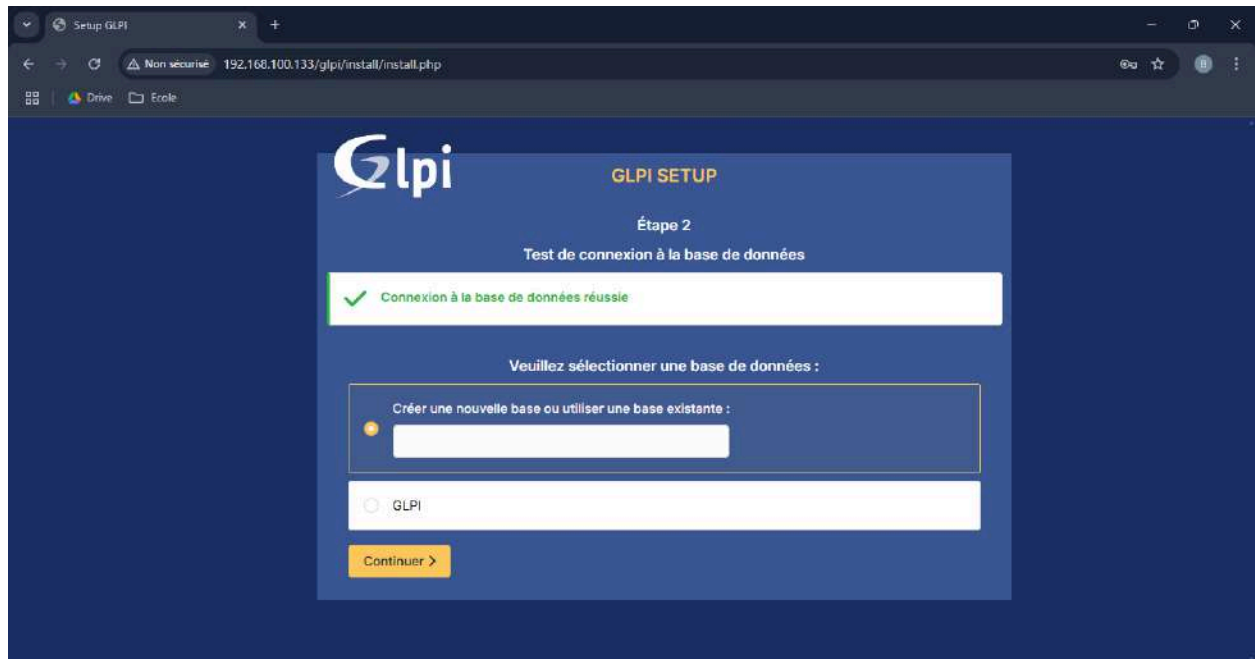 Setup GLPI
Non sécurisé 192.168.100.133/glpi/install/install.php
B
Drive Ecole
Glpi
GLPI SETUP
Étape 2
Test de connexion à la base de données
Connexion à la base de données réussie
Veuillez sélectionner une base de données :
Créer une nouvelle base ou utiliser une base existante :
GLPI
Continuer >